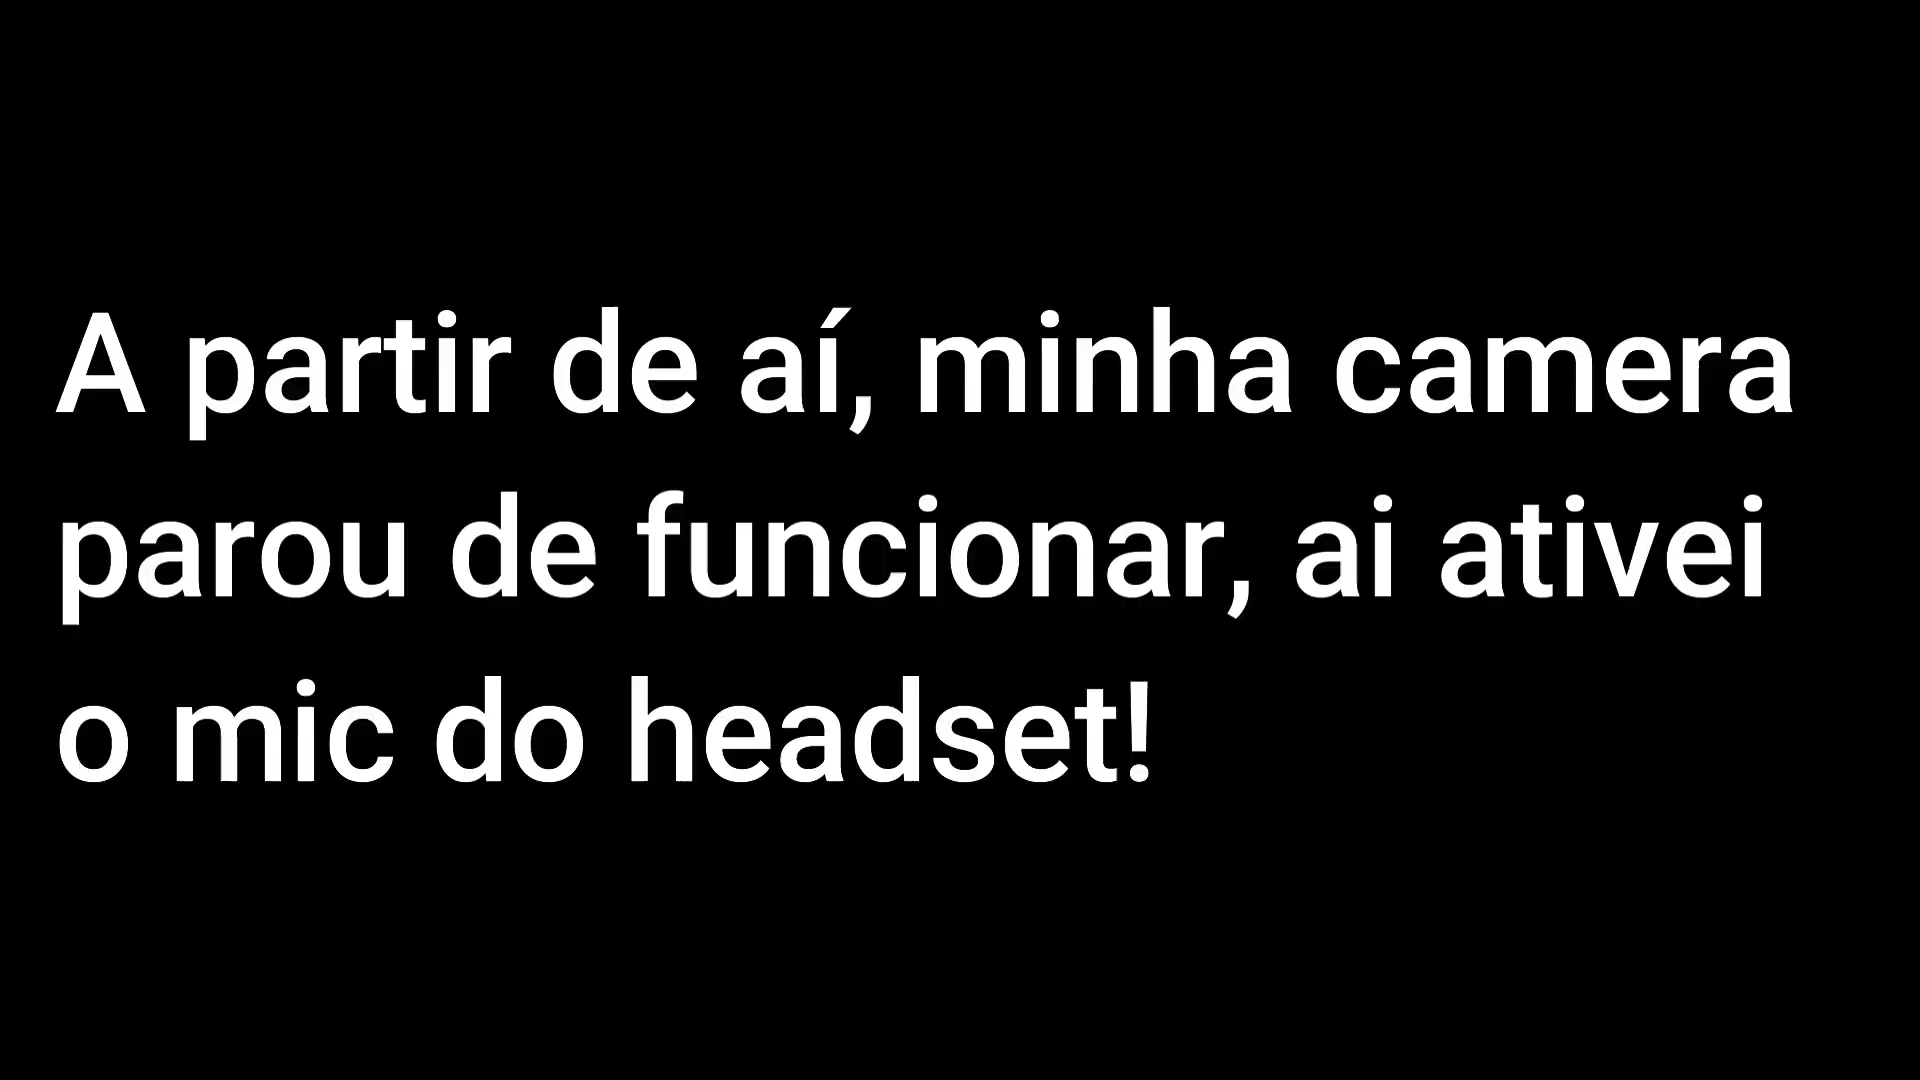 A partir de aí, minha camera
parou de funcionar, ai ativei
o mic do headset!